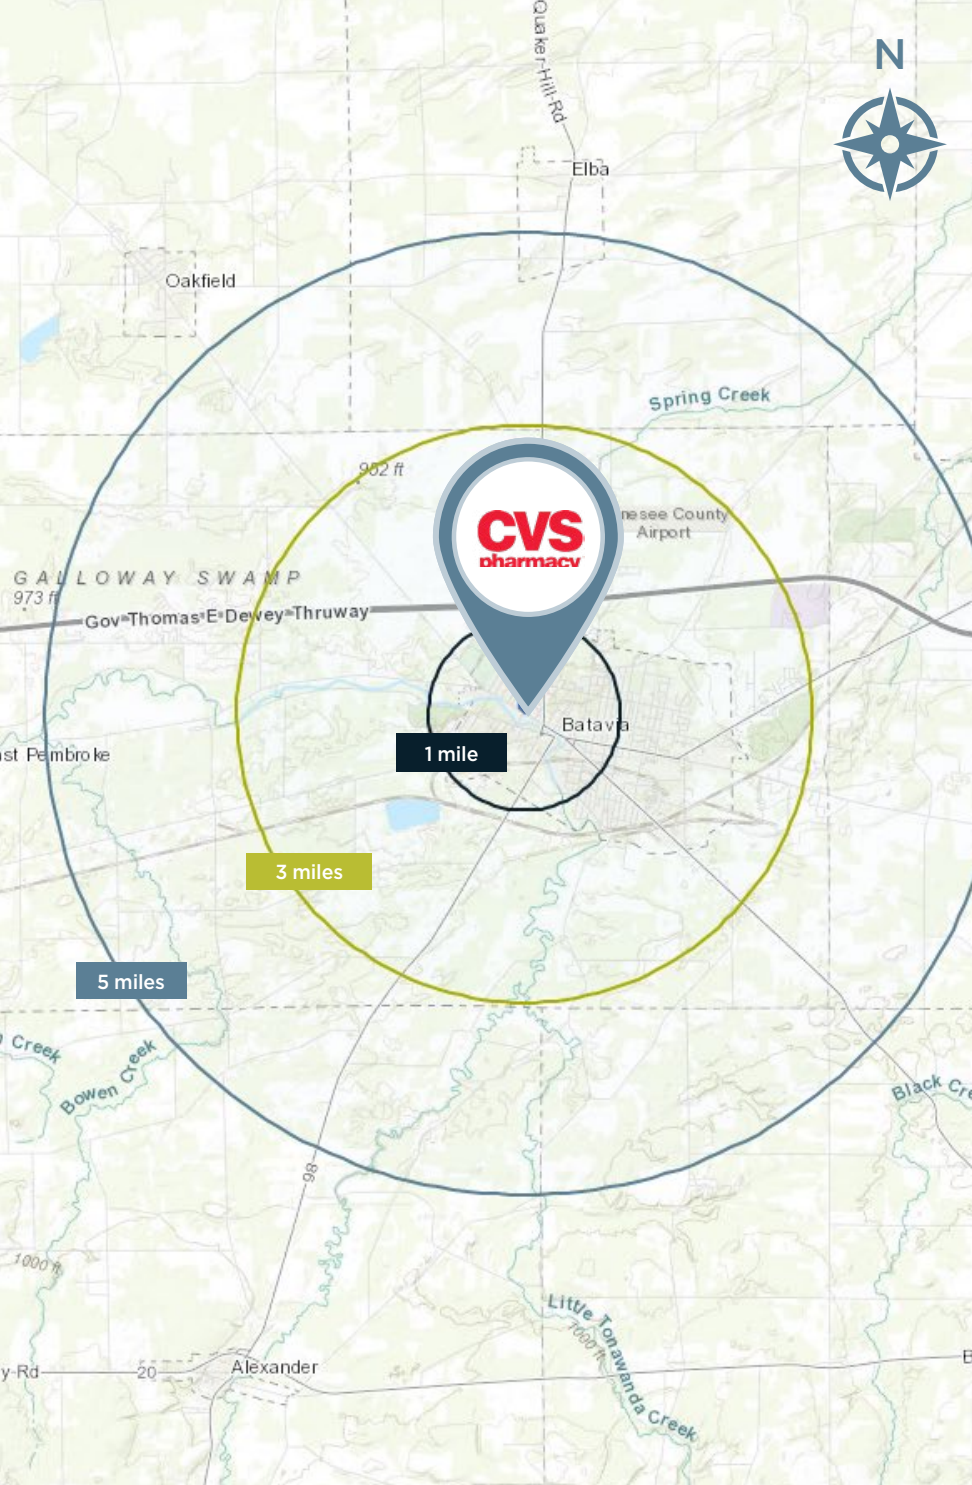 Quaker-Hill-Rd
N
Elba
Oakfield
Spring Creek
952 ft
CVS
pharmacy
nesee County
Airport
GALLOWAY SWAMP
973 ft
Gov-Thomas-E-Dewey-Thruway
Batavia
1 mile
st Pembroke
3 miles
5 miles
Creek
Bowen Creek
Black Cre
98
1000 ft
Little Tonawanda Creek
1000 ft
y-Rd
20
Alexander
B